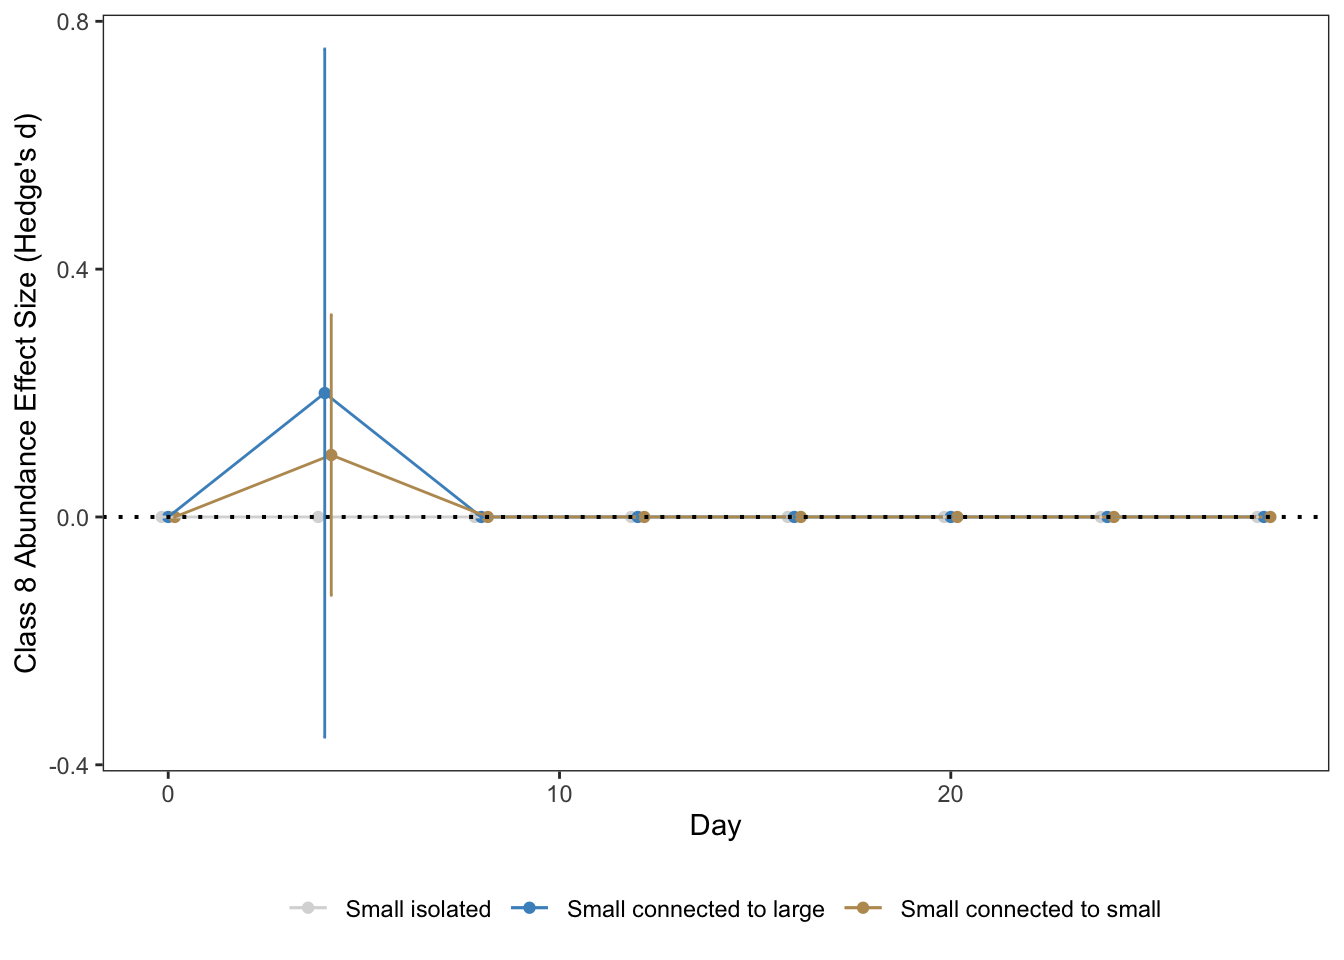 0.8
0.4
0.0
-0.4
Class 8 Abundance Effect Size (Hedge's d)
0 10 20
Day
Small isolated Small connected to large Small connected to small